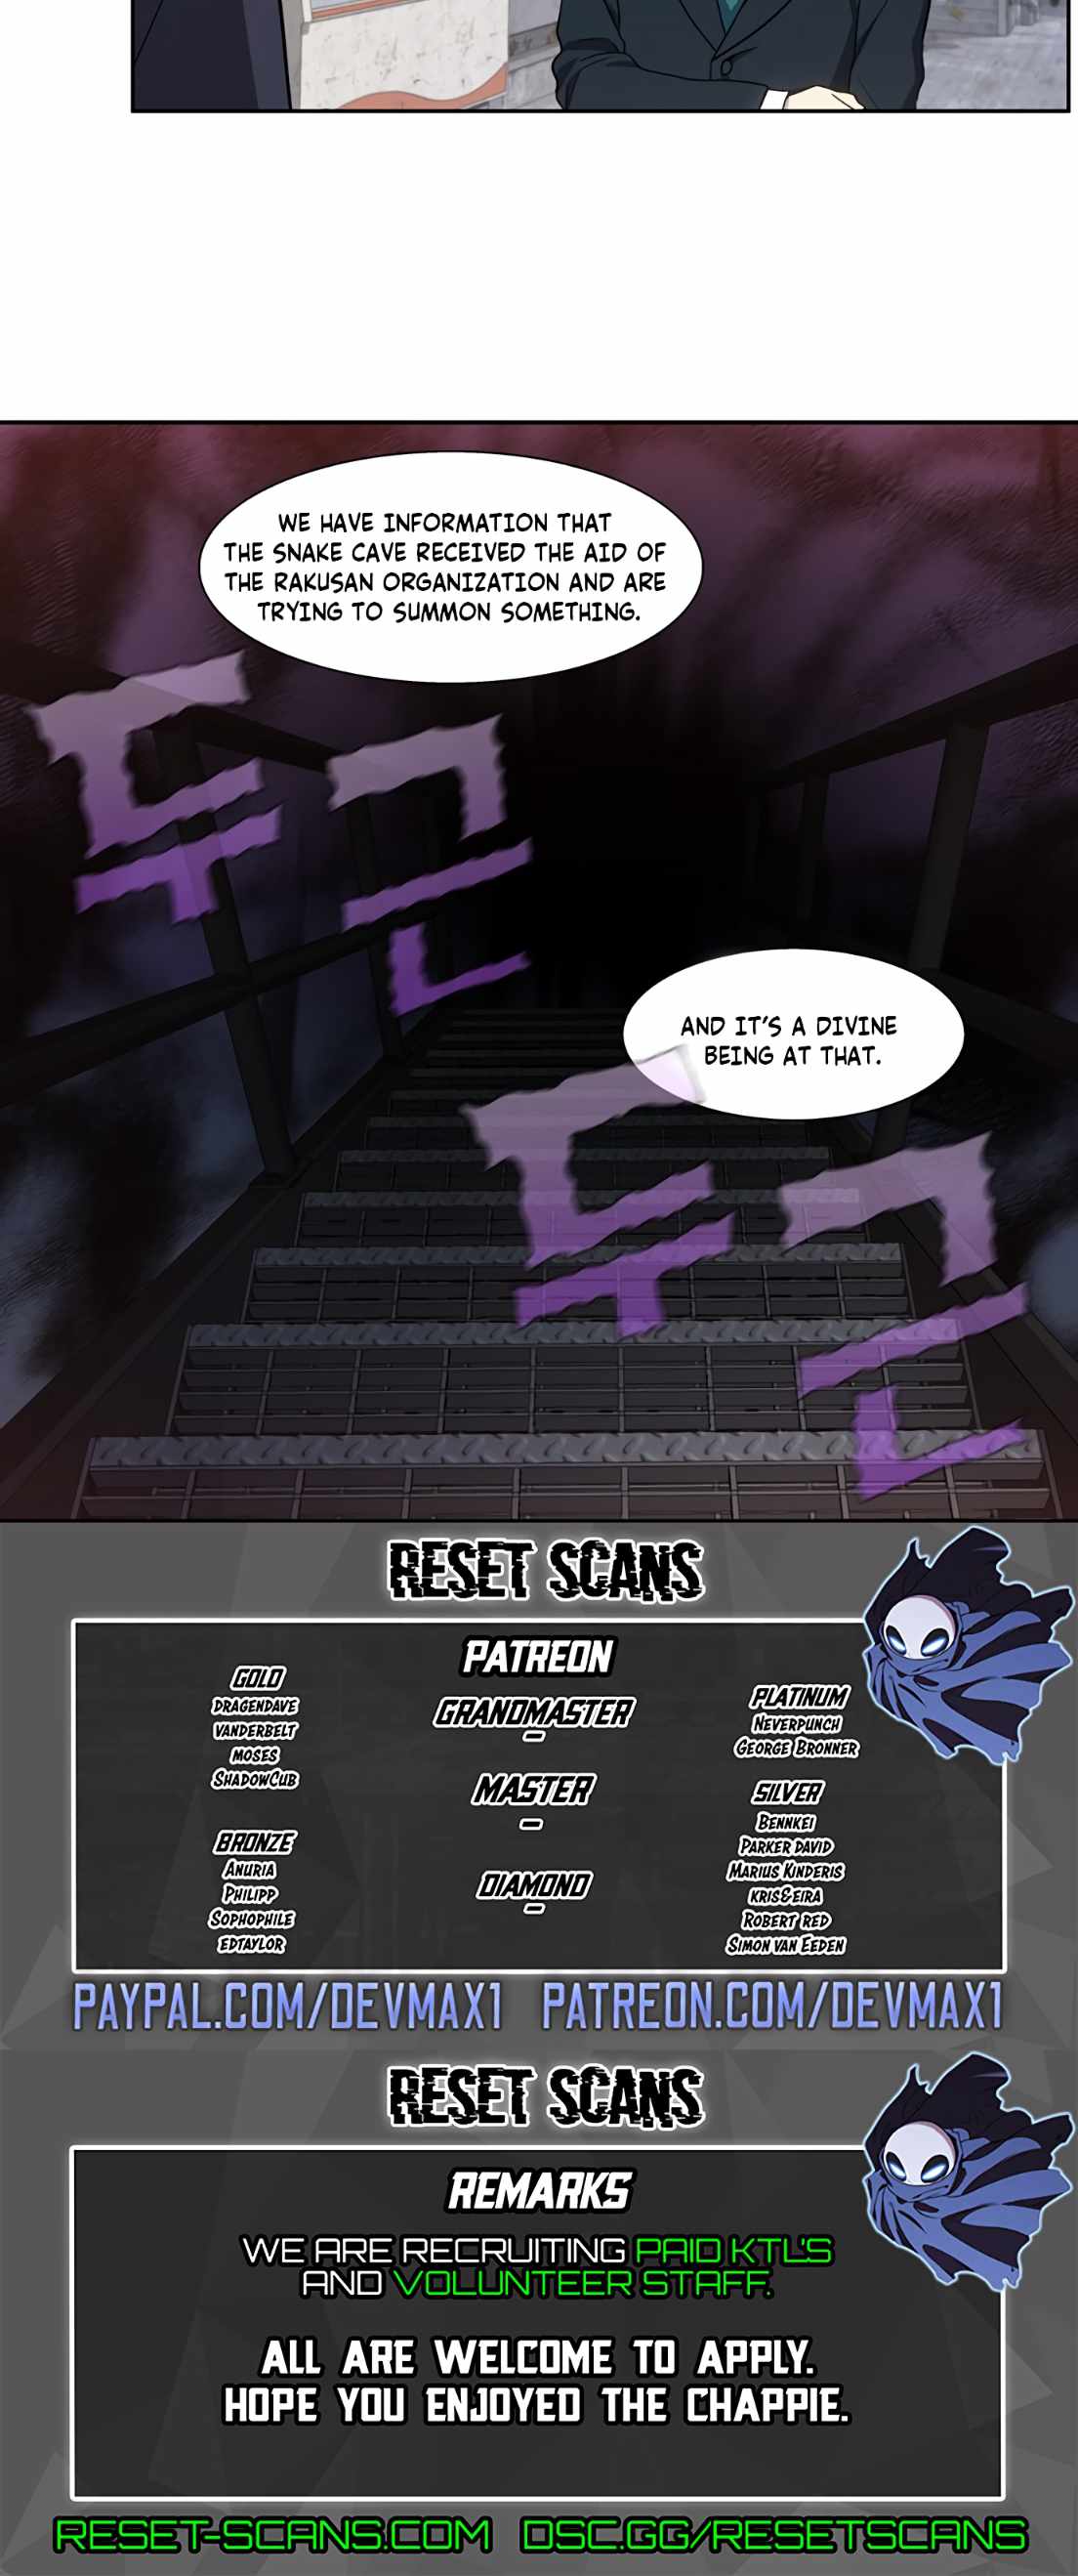 WE HAVE INFORMATION THAT
THE SNAKE CAVE RECEIVED THE AID OF
THE RAKUSAN ORGANIZATION AND ARE
TRYING TO SUMMON SOMETHING.
두근
AND IT'S A DIVINE
BEING AT THAT.
두근
RESET SCANS
PATREON
GOLD
DRAGENDAVE
VANDERBELT
MOSES
SHADOWCUB
BRONZE
ANURIA
PHILIPP
SOPHOPHILE
EDTAYLOR
GRANDMASTER
-
MASTER
-
DIAMOND
-
PLATINUM
NEVERPUNCH
GEORGE BRONNER
SILVER
BENNKEI
PARKER DAVID
MARIUS KINDERIS
KRIS&EIRA
ROBERT RED
SIMON VAN EEDEN
PAYPAL.COM/DEVMAX1 PATREON.COM/DEVMAX1
RESET SCANS
REMARKS
WE ARE RECRUITING PAID KTL'S
AND VOLUNTEER STAFF.
ALL ARE WELCOME TO APPLY.
HOPE YOU ENJOYED THE CHAPPIE.
RESET-SCANS.COM DSC.GG/RESETSCANS